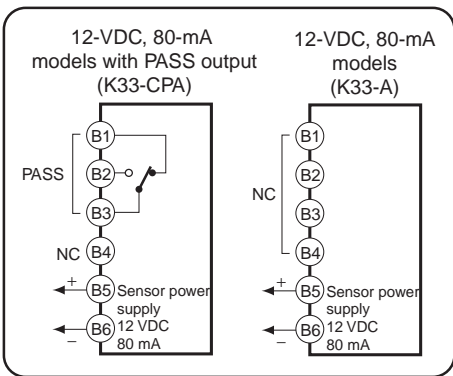 12-VDC, 80-mA
models with PASS output
(K33-CPA)
B1
B2
PASS
B3
NC
B4
+
B5
Sensor power
supply
B6
12 VDC
–
80 mA
12-VDC, 80-mA
models
(K33-A)
B1
B2
NC
B3
B4
+
B5
Sensor power
supply
B6
12 VDC
–
80 mA